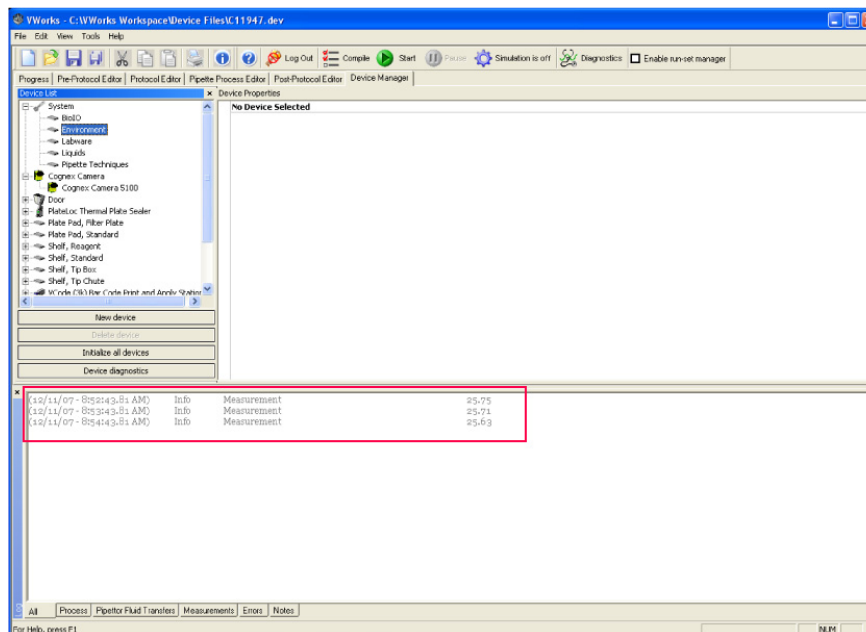 VWorks - C:\VWorks Workspace\Device Files\C11947.dev
File Edit View Tools Help
Log Out Compile Start Pause Simulation is off Diagnostics Enable run-set manager
Progress Pre-Protocol Editor Protocol Editor Pipette Process Editor Post-Protocol Editor Device Manager
Device List
Device Properties
System
No Device Selected
BioIO
Environment
Labware
Liquids
Pipette Techniques
Cognex Camera
Cognex Camera 5100
Door
PlateLoc Thermal Plate Sealer
Plate Pad, Filter Plate
Plate Pad, Standard
Shelf, Reagent
Shelf, Standard
Shelf, Tip Box
Shelf, Tip Chute
Bar Code Print and Apply Station
New device
Delete device
Initialize all devices
Device diagnostics
(12/11/07 - 8:52:43.81 AM) Info Measurement 25.75
(12/11/07 - 8:53:43.81 AM) Info Measurement 25.71
(12/11/07 - 8:54:43.81 AM) Info Measurement 25.63
All Process Pipettor Fluid Transfers Measurements Errors Notes
For Help, press F1
NUM